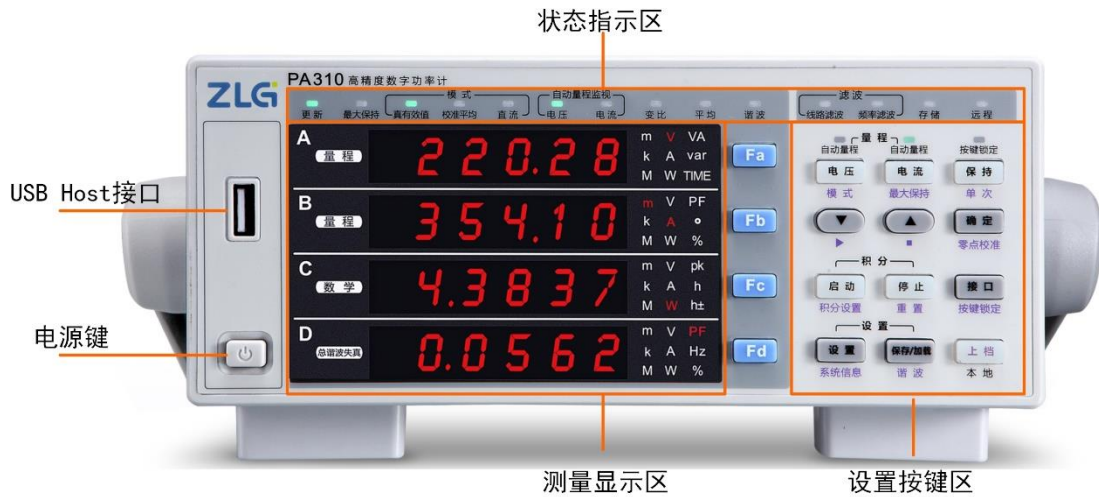 状态指示区
ZLG PA310 高精度数字功率计
模 式 自动量程监视 滤 波
更 新 最大保持 真有效值 校准平均 直 流 电 压 电 流 变 比 平 均 谐 波 线路滤波 频率滤波 存 储 远 程
A 量 程 220.28 m V VA
k A var
M W TIME
Fa
B 量 程 354.10 m V PF
k A °
M W %
Fb
C 数 学 4.3837 m V pk
k A h
M W h±
Fc
D 总谐波失真 0.0562 m V PF
k A Hz
M W %
Fd
量 程
自动量程 自动量程 按键锁定
电 压 电 流 保 持
模 式 最大保持 单 次
▼ ▲ 确 定
▶ ■ 零点校准
积 分
启 动 停 止 接 口
积分设置 重 置 按键锁定
设 置
设 置 保存/加载 上 档
系统信息 谐 波 本 地
USB Host接口
电源键
测量显示区
设置按键区